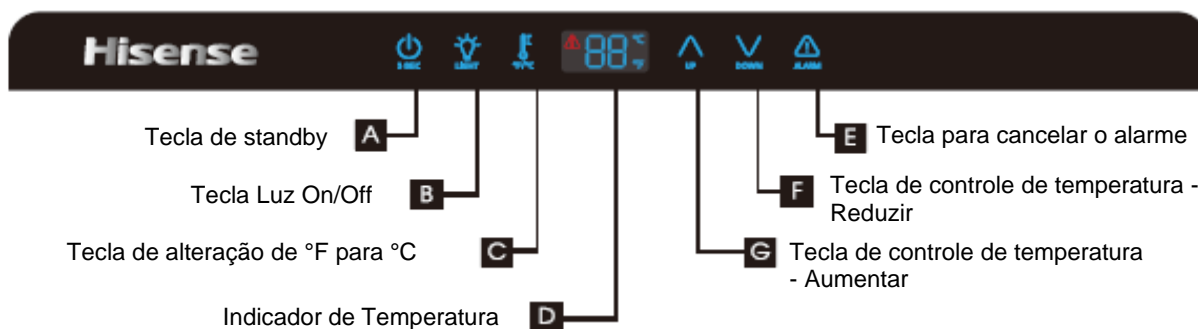 Hisense
3 SEC
LIGHT
°F/°C
88 °C °F
UP
DOWN
ALARM
Tecla de standby A
E Tecla para cancelar o alarme
Tecla Luz On/Off B
F Tecla de controle de temperatura -
Reduzir
Tecla de alteração de °F para °C C
G Tecla de controle de temperatura
- Aumentar
Indicador de Temperatura D